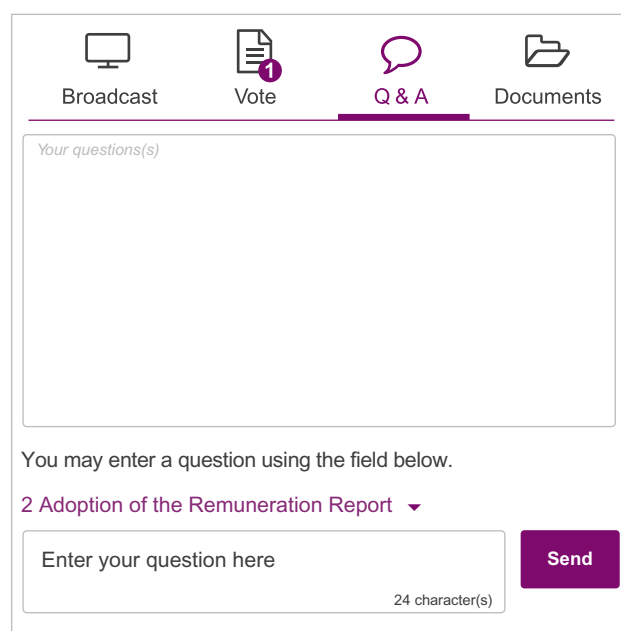 1
Broadcast Vote Q & A Documents
Your questions(s)
You may enter a question using the field below.
2 Adoption of the Remuneration Report
Enter your question here
Send
24 character(s)